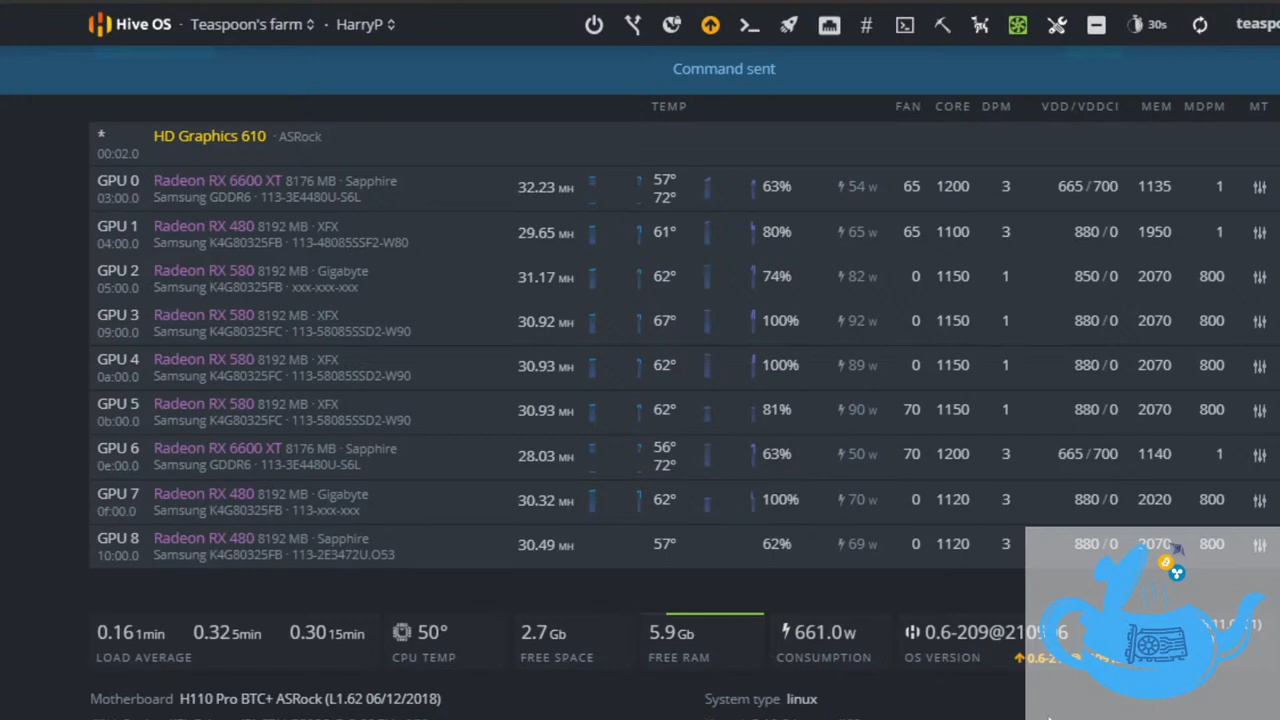 Hive OS Teaspoon's farm HarryP 30s
Command sent
TEMP FAN CORE DPM VDD/VDDCI MEM MDPM MT
* HD Graphics 610 · ASRock
00:02.0
GPU 0 Radeon RX 6600 XT 8176 MB · Sapphire 32.23 MH 57° 72° 63% 54 w 65 1200 3 665/700 1135 1
03:00.0 Samsung GDDR6 · 113-3E4480U-S6L
GPU 1 Radeon RX 480 8192 MB · XFX 29.65 MH 61° 80% 65 w 65 1100 3 880/0 1950 1
04:00.0 Samsung K4G80325FB · 113-48085SSF2-W80
GPU 2 Radeon RX 580 8192 MB · Gigabyte 31.17 MH 62° 74% 82 w 0 1150 1 850/0 2070 800
05:00.0 Samsung K4G80325FB · xxx-xxx-xxx
GPU 3 Radeon RX 580 8192 MB · XFX 30.92 MH 67° 100% 92 w 0 1150 1 880/0 2070 800
09:00.0 Samsung K4G80325FC · 113-58085SSD2-W90
GPU 4 Radeon RX 580 8192 MB · XFX 30.93 MH 62° 100% 89 w 0 1150 1 880/0 2070 800
0a:00.0 Samsung K4G80325FC · 113-58085SSD2-W90
GPU 5 Radeon RX 580 8192 MB · XFX 30.93 MH 62° 81% 90 w 70 1150 1 880/0 2070 800
0b:00.0 Samsung K4G80325FC · 113-58085SSD2-W90
GPU 6 Radeon RX 6600 XT 8176 MB · Sapphire 28.03 MH 56° 72° 63% 50 w 70 1200 3 665/700 1140 1
0e:00.0 Samsung GDDR6 · 113-3E4480U-S6L
GPU 7 Radeon RX 480 8192 MB · Gigabyte 30.32 MH 62° 100% 70 w 0 1120 3 880/0 2020 800
0f:00.0 Samsung K4G80325FB · 113-xxx-xxx
GPU 8 Radeon RX 480 8192 MB · Sapphire 30.49 MH 57° 62% 69 w 0 1120 3 880/0 2070 800
10:00.0 Samsung K4G80325FB · 113-2E3472U.O53
0.16 1min 0.32 5min 0.30 15min 50° 2.7 Gb 5.9 Gb 661.0 w
LOAD AVERAGE CPU TEMP FREE SPACE FREE RAM CONSUMPTION OS VERSION
Motherboard H110 Pro BTC+ ASRock (L1.62 06/12/2018) System type linux